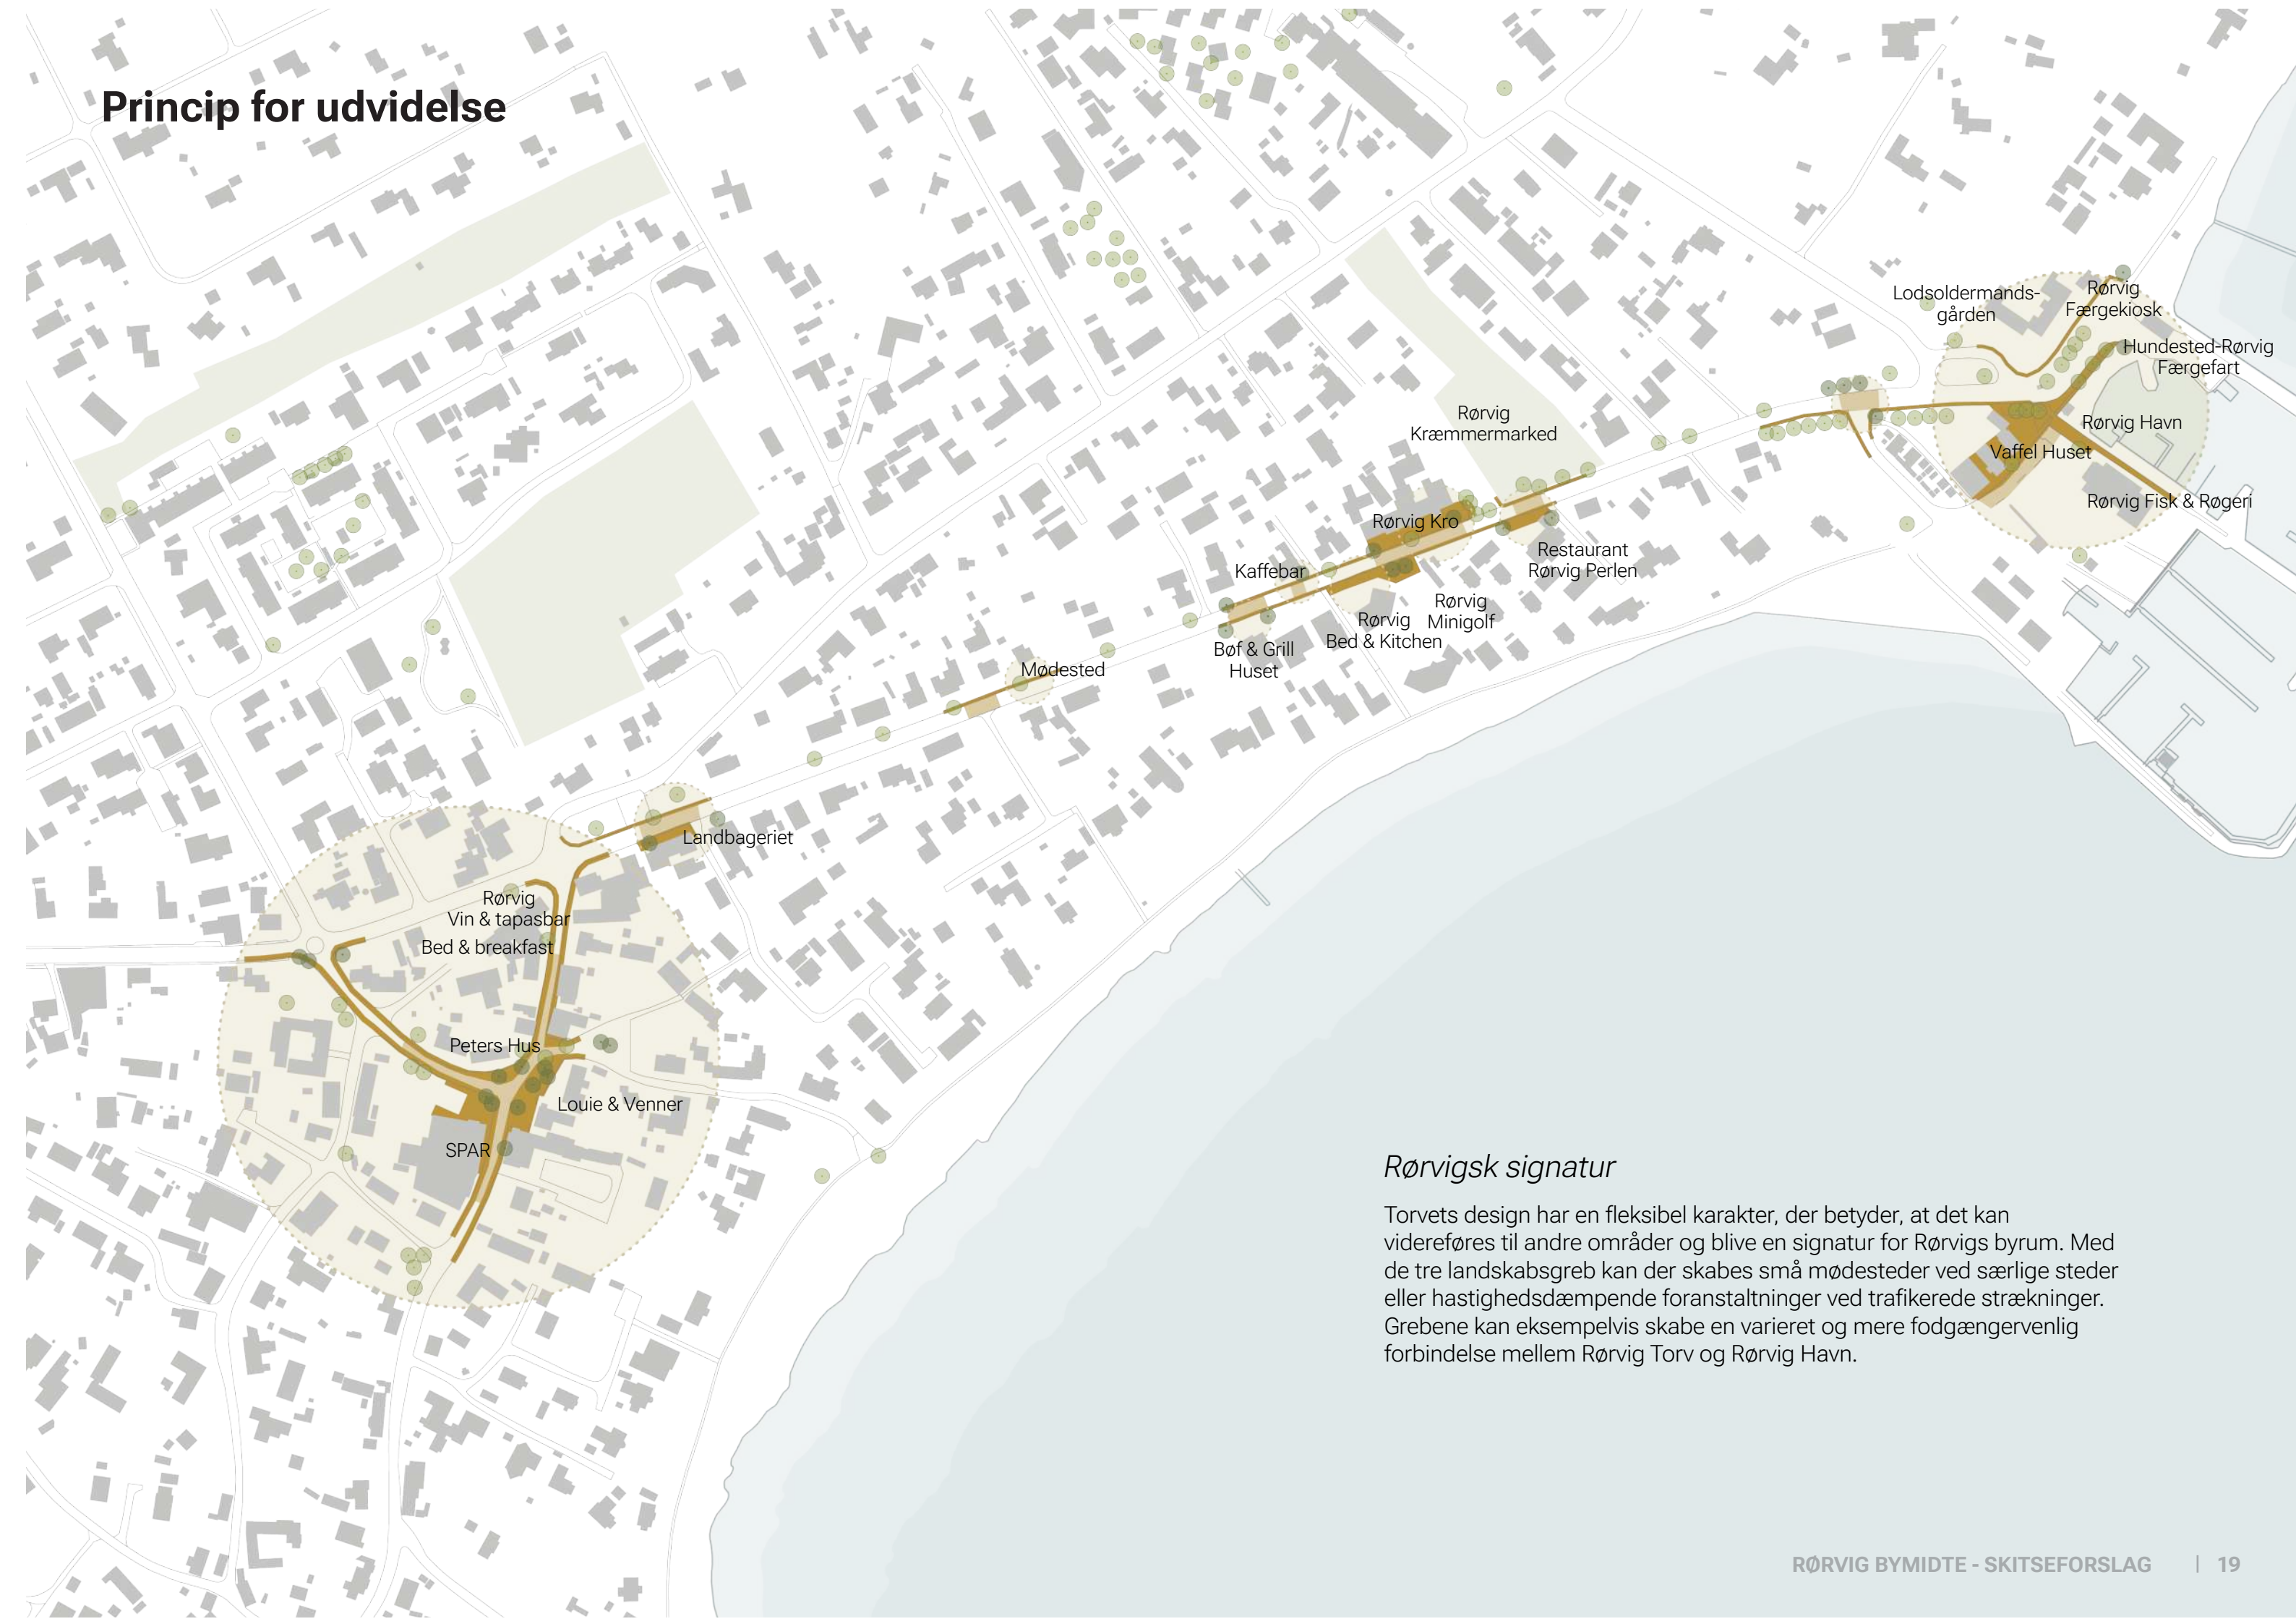 Princip for udvidelse
Lodsoldermands-
gården
Rørvig
Færgekiosk
Hundested-Rørvig
Færgefart
Rørvig Havn
Vaffel Huset
Rørvig Fisk & Røgeri
Rørvig
Kræmmermarked
Rørvig Kro
Restaurant
Rørvig Perlen
Kaffebar
Rørvig
Minigolf
Rørvig
Bed & Kitchen
Bøf & Grill
Huset
Mødested
Landbageriet
Rørvig
Vin & tapasbar
Bed & breakfast
Peters Hus
Louie & Venner
SPAR
Rørvigsk signatur
Torvets design har en fleksibel karakter, der betyder, at det kan
videreføres til andre områder og blive en signatur for Rørvigs byrum. Med
de tre landskabsgreb kan der skabes små mødesteder ved særlige steder
eller hastighedsdæmpende foranstaltninger ved trafikerede strækninger.
Grebene kan eksempelvis skabe en varieret og mere fodgængervenlig
forbindelse mellem Rørvig Torv og Rørvig Havn.
RØRVIG BYMIDTE - SKITSEFORSLAG | 19